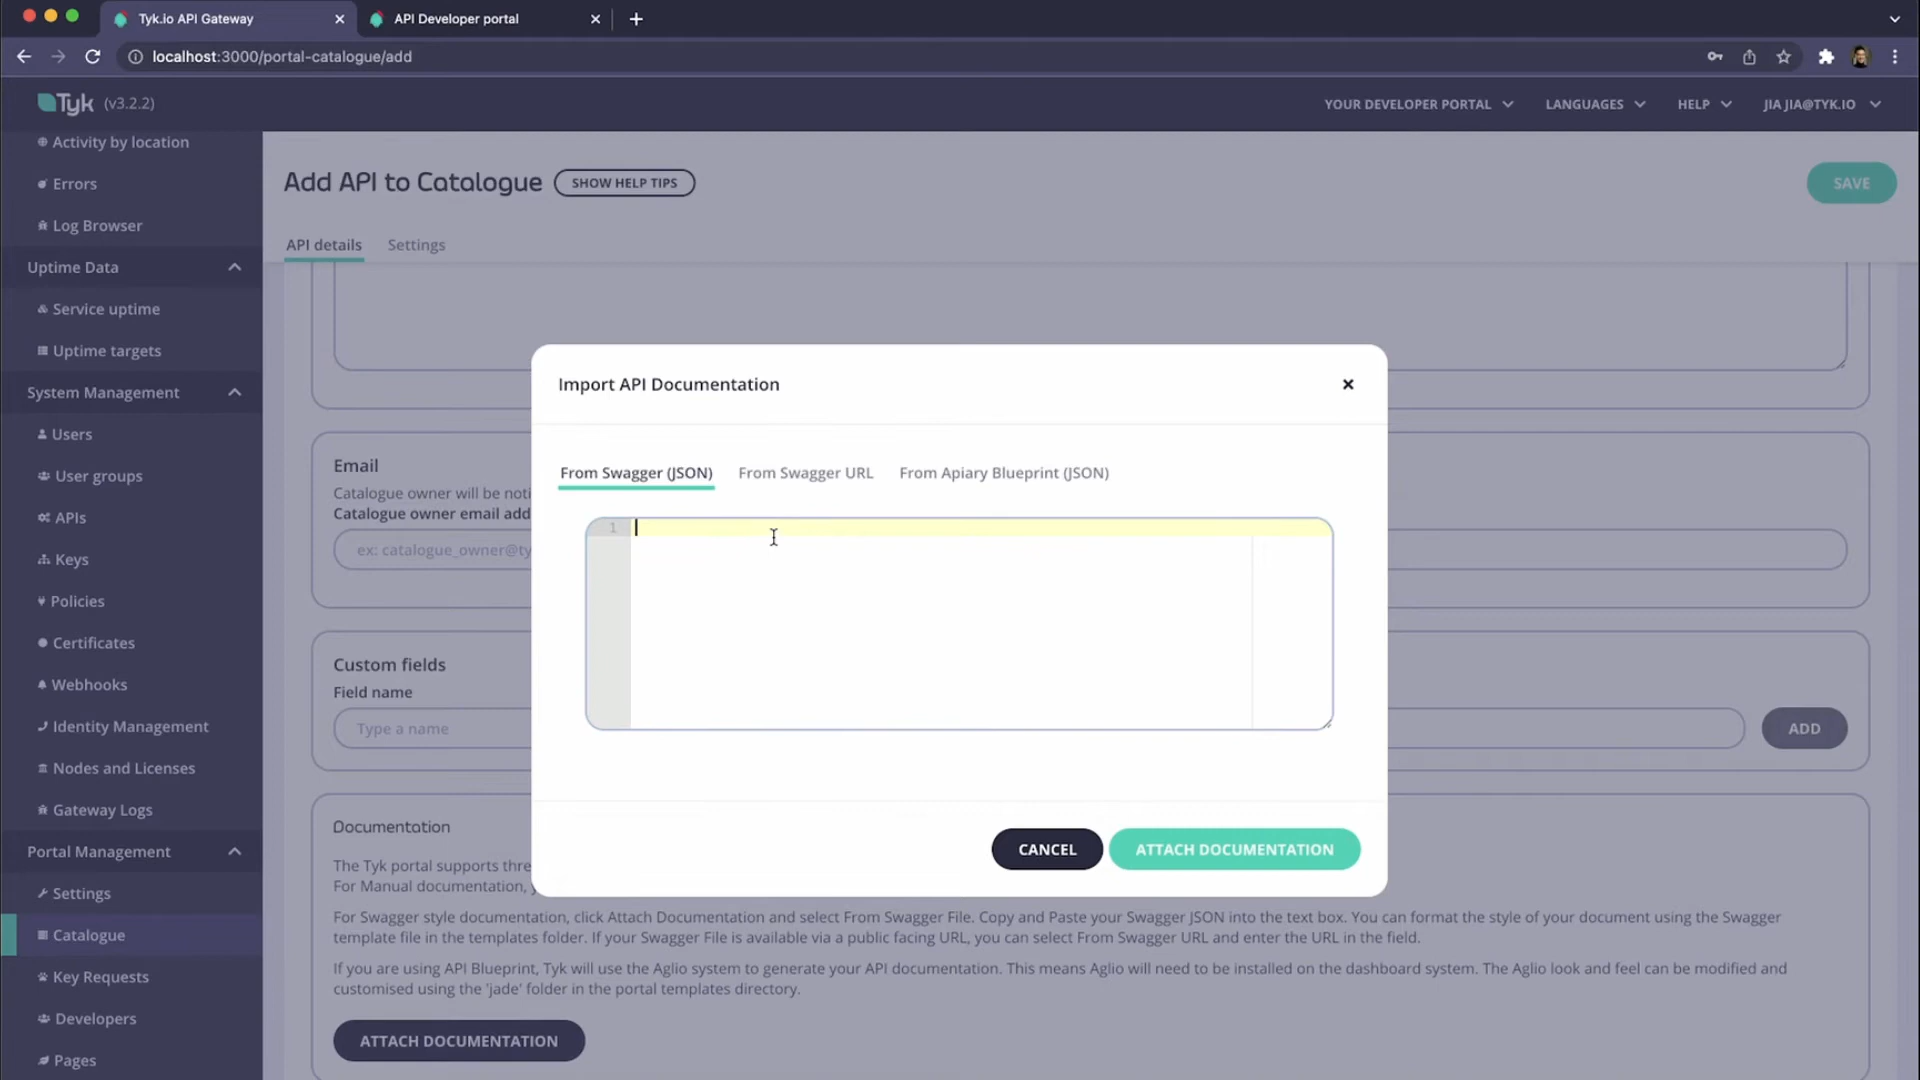 Tyk.io API Gateway
API Developer portal
localhost:3000/portal-catalogue/add
Tyk (v3.2.2)
YOUR DEVELOPER PORTAL
LANGUAGES
HELP
JIA JIA@TYK.IO
Activity by location
Errors
Log Browser
Uptime Data
Service uptime
Uptime targets
System Management
Users
User groups
APIs
Keys
Policies
Certificates
Webhooks
Identity Management
Nodes and Licenses
Gateway Logs
Portal Management
Settings
Catalogue
Key Requests
Developers
Pages
Add API to Catalogue
SHOW HELP TIPS
SAVE
API details
Settings
Email
Catalogue owner will be noti
Catalogue owner email add
ex: catalogue_owner@ty
Custom fields
Field name
Type a name
ADD
Documentation
The Tyk portal supports thre
For Manual documentation,
For Swagger style documentation, click Attach Documentation and select From Swagger File. Copy and Paste your Swagger JSON into the text box. You can format the style of your document using the Swagger
template file in the templates folder. If your Swagger File is available via a public facing URL, you can select From Swagger URL and enter the URL in the field.
If you are using API Blueprint, Tyk will use the Aglio system to generate your API documentation. This means Aglio will need to be installed on the dashboard system. The Aglio look and feel can be modified and
customised using the 'jade' folder in the portal templates directory.
ATTACH DOCUMENTATION
Import API Documentation
From Swagger (JSON)
From Swagger URL
From Apiary Blueprint (JSON)
1
CANCEL
ATTACH DOCUMENTATION